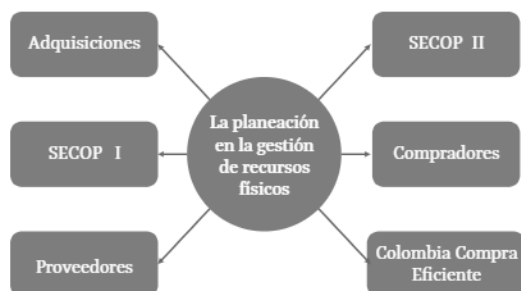 Adquisiciones
SECOP II
La planeación
en la gestión
de recursos
físicos
SECOP I
Compradores
Proveedores
Colombia Compra
Eficiente